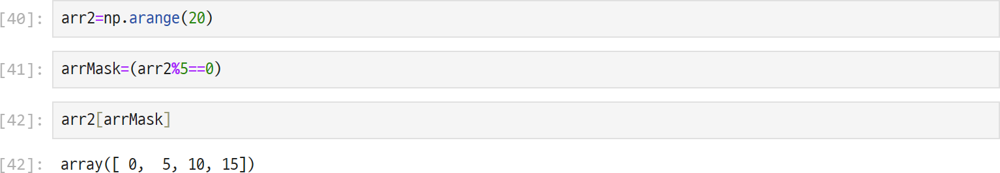 [40]: arr2=np.arange(20)
[41]: arrMask=(arr2%5==0)
[42]: arr2[arrMask]
[42]: array([ 0,  5, 10, 15])